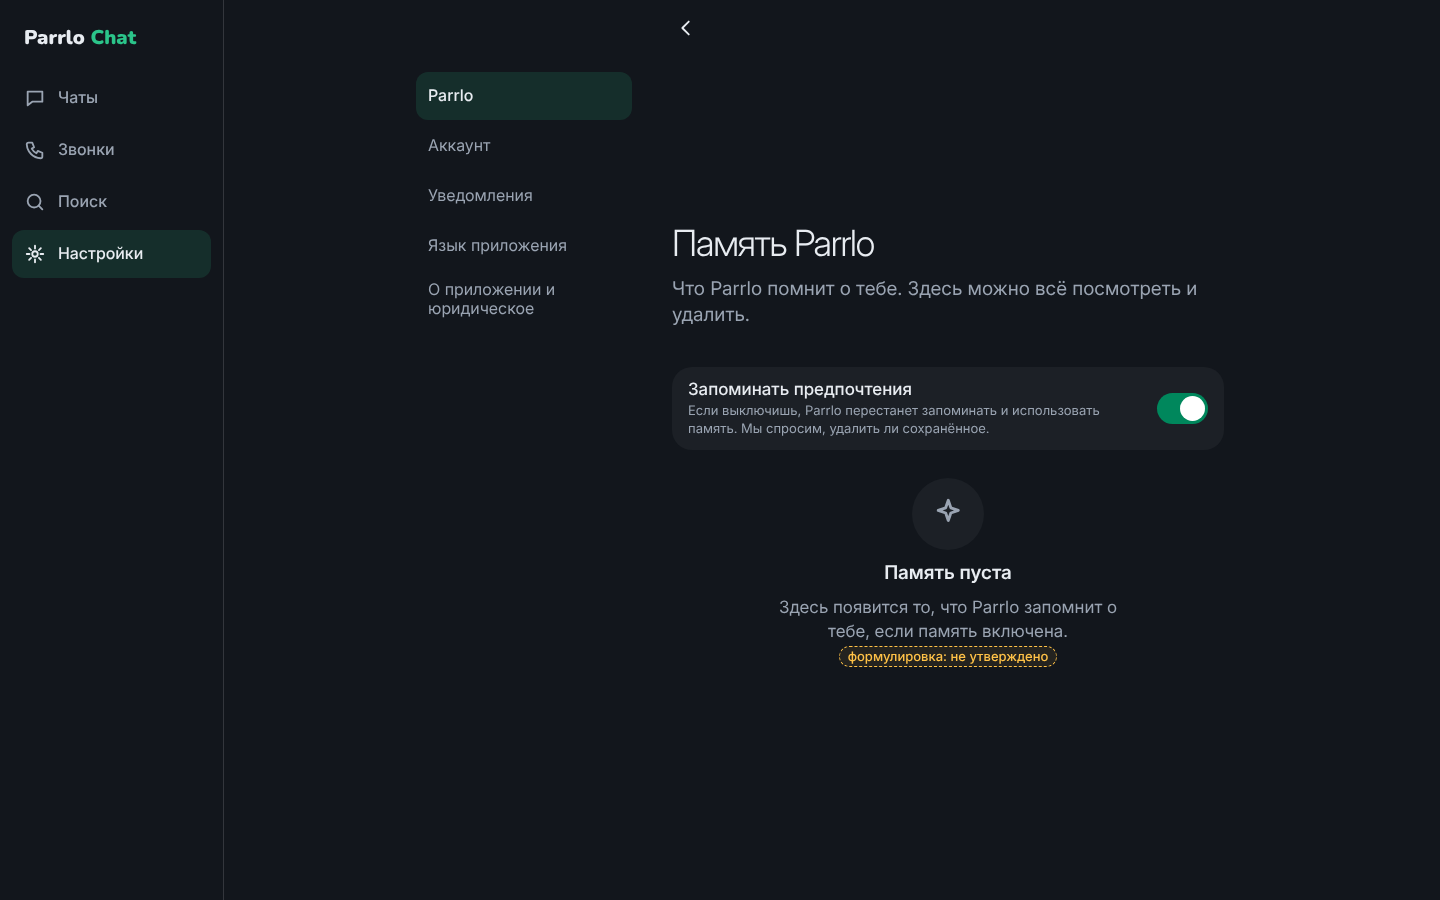 Parrlo Chat
Чаты
Звонки
Поиск
Настройки
Parrlo
Аккаунт
Уведомления
Язык приложения
О приложении и
юридическое
Память Parrlo
Что Parrlo помнит о тебе. Здесь можно всё посмотреть и
удалить.
Запоминать предпочтения
Если выключишь, Parrlo перестанет запоминать и использовать
память. Мы спросим, удалить ли сохранённое.
Память пуста
Здесь появится то, что Parrlo запомнит о
тебе, если память включена.
формулировка: не утверждено